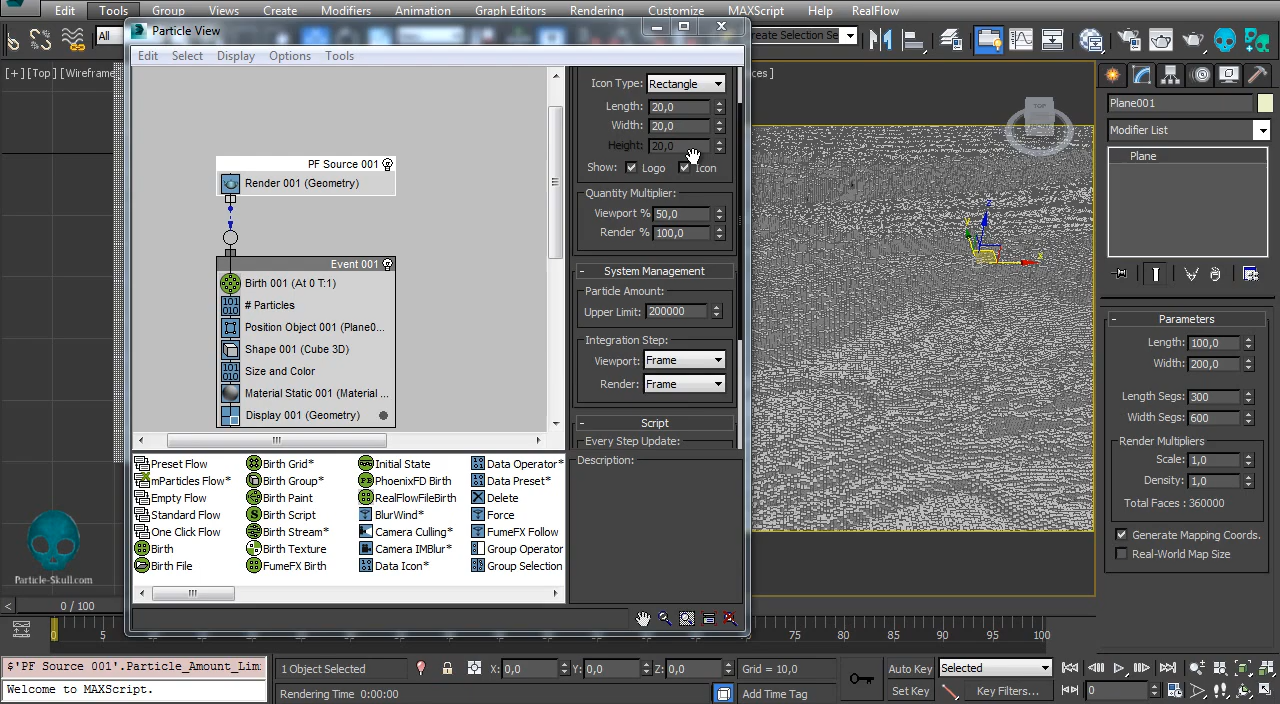 Edit Tools Group Views Create Modifiers Animation Graph Editors Rendering Customize MAXScript Help RealFlow
Particle View
All
create Selection Se
Edit Select Display Options Tools
[+] [Top] [Wirefram
ces ]
TOP
Plane001
Modifier List
Plane
Icon Type: Rectangle
Length: 20,0
Width: 20,0
Height: 20,0
Show: Logo Icon
Quantity Multiplier:
Viewport % 50,0
Render % 100,0
- System Management
Particle Amount:
Upper Limit: 200000
Integration Step:
Viewport: Frame
Render: Frame
- Script
Every Step Update:
PF Source 001
Render 001 (Geometry)
Event 001
Birth 001 (At 0 T:1)
# Particles
Position Object 001 (Plane0...
Shape 001 (Cube 3D)
Size and Color
Material Static 001 (Material ...
Display 001 (Geometry)
- Parameters
Length: 100,0
Width: 200,0
Length Segs: 300
Width Segs: 600
Render Multipliers
Scale: 1,0
Density: 1,0
Total Faces : 360000
Generate Mapping Coords.
Real-World Map Size
Preset Flow Birth Grid* Initial State Data Operator*
mParticles Flow* Birth Group* PhoenixFD Birth Data Preset*
Empty Flow Birth Paint RealFlowFileBirth Delete
Standard Flow Birth Script BlurWind* Force
One Click Flow Birth Stream* Camera Culling* FumeFX Follow
Birth Birth Texture Camera IMBlur* Group Operator
Birth File FumeFX Birth Data Icon* Group Selection
Description:
Particle-Skull.com
< 0 / 100
0 5 75 80 85 90 95 100
$'PF Source 001'.Particle_Amount_Lim
Welcome to MAXScript.
1 Object Selected
X: 0,0 Y: 0,0 Z: 0,0 Grid = 10,0
Rendering Time 0:00:00
Add Time Tag
Auto Key Selected
Set Key Key Filters...
0